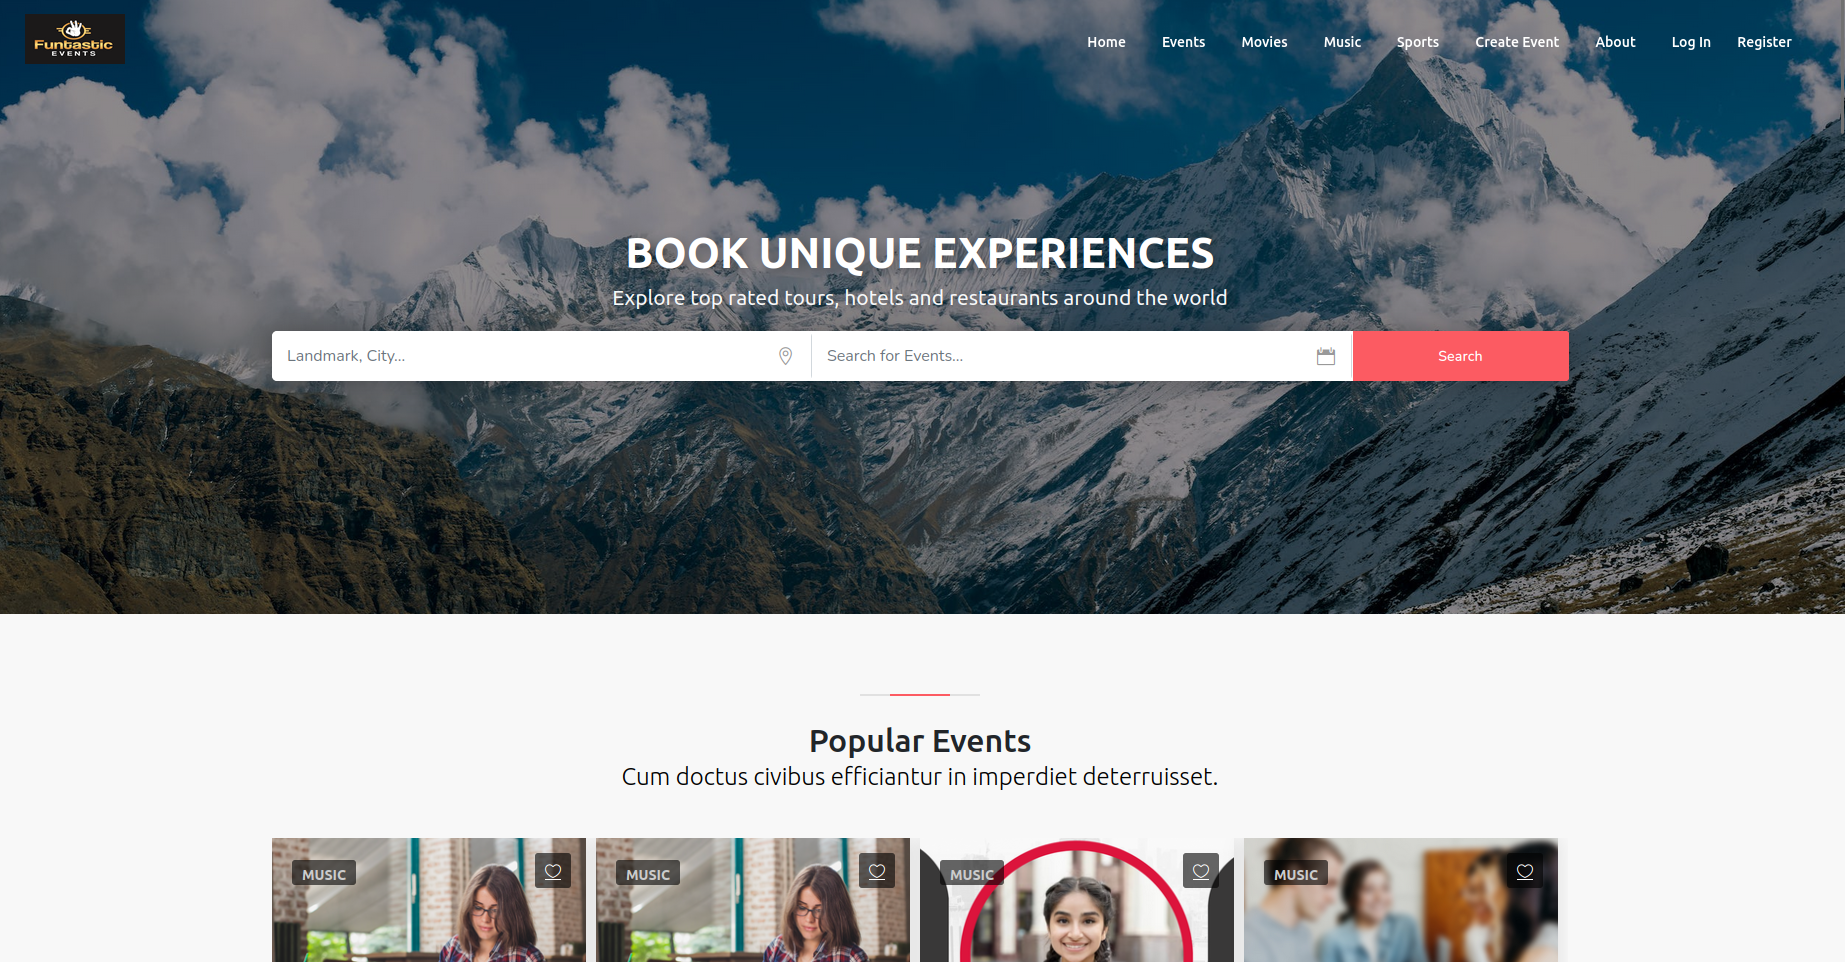 Funtastic
EVENTS
Home Events Movies Music Sports Create Event About Log In Register
BOOK UNIQUE EXPERIENCES
Explore top rated tours, hotels and restaurants around the world
Landmark, City... Search for Events... Search
Popular Events
Cum doctus civibus efficiantur in imperdiet deterruisset.
MUSIC MUSIC MUSIC MUSIC